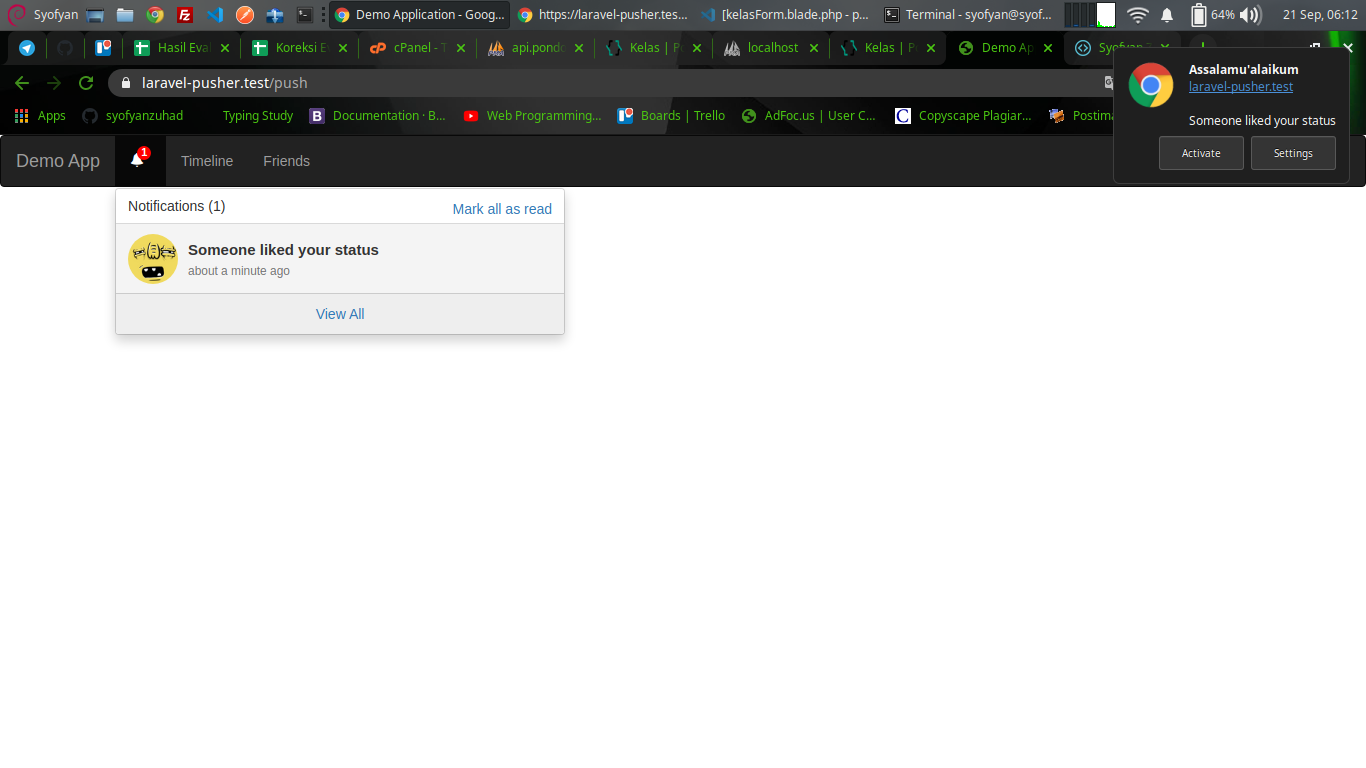 Syofyan
Demo Application - Goog...
https://laravel-pusher.tes...
[kelasForm.blade.php - p...
Terminal - syofyan@syof...
64%
21 Sep, 06:12
Hasil Eval
Koreksi Es
cPanel - T
api.pondo
Kelas | Po
localhost
Kelas | Po
Demo Ap
Syofyan
laravel-pusher.test/push
Apps
syofyanzuhad
Typing Study
Documentation · B...
Web Programming...
Boards | Trello
AdFoc.us | User C...
Copyscape Plagiar...
Postima
Assalamu'alaikum
laravel-pusher.test
Someone liked your status
Activate
Settings
Demo App
1
Timeline
Friends
Notifications (1)
Mark all as read
Someone liked your status
about a minute ago
View All